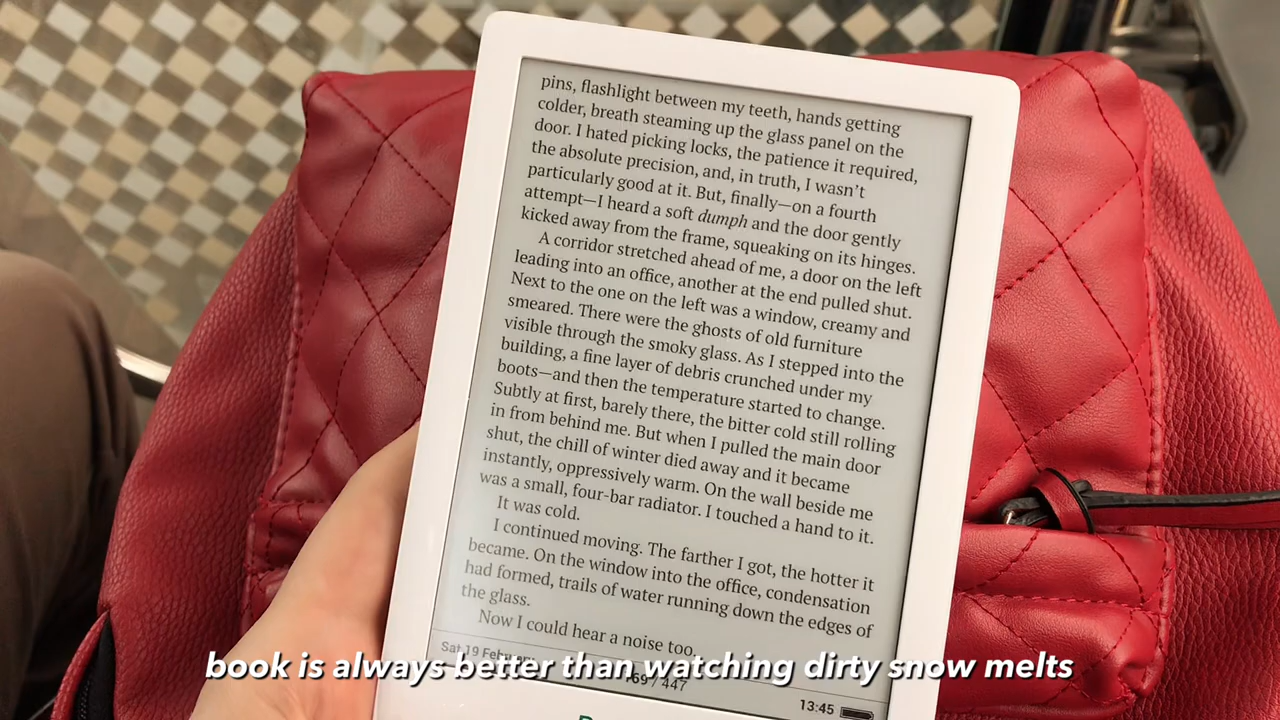 pins, flashlight between my teeth, hands getting
colder, breath steaming up the glass panel on the
door. I hated picking locks, the patience it required,
the absolute precision, and, in truth, I wasn't
particularly good at it. But, finally—on a fourth
attempt—I heard a soft dumph and the door gently
kicked away from the frame, squeaking on its hinges.
A corridor stretched ahead of me, a door on the left
leading into an office, another at the end pulled shut.
Next to the one on the left was a window, creamy and
smeared. There were the ghosts of old furniture
visible through the smoky glass. As I stepped into the
building, a fine layer of debris crunched under my
boots—and then the temperature started to change.
Subtly at first, barely there, the bitter cold still rolling
in from behind me. But when I pulled the main door
shut, the chill of winter died away and it became
instantly, oppressively warm. On the wall beside me
was a small, four-bar radiator. I touched a hand to it.
It was cold.
I continued moving. The farther I got, the hotter it
became. On the window into the office, condensation
had formed, trails of water running down the edges of
the glass.
Now I could hear a noise too.
Sat 19
/ 447
13:45
book is always better than watching dirty snow melts